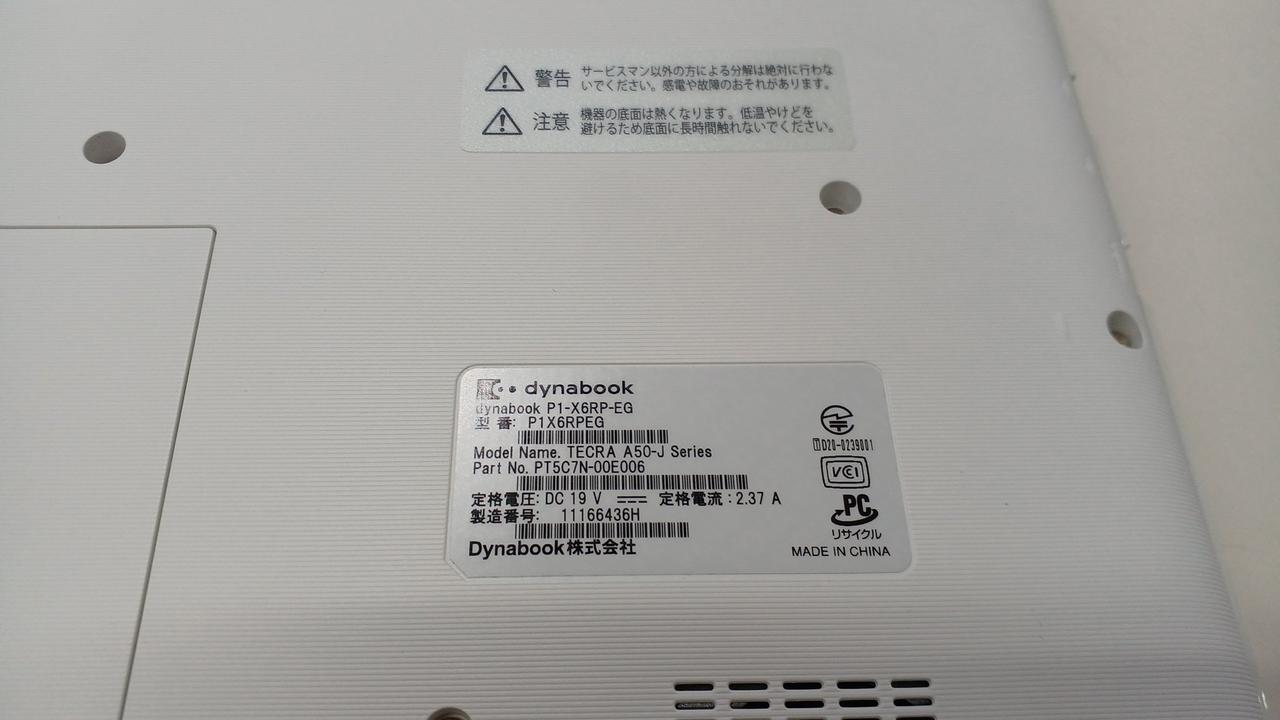 警告 サービスマン以外の方による分解は絶対に行わな
いでください。感電や故障のおそれがあります。
注意 機器の底面は熱くなります。低温やけどを
避けるため底面に長時間触れないでください。
dynabook
dynabook P1-X6RP-EG
型 番: P1X6RPEG
Model Name. TECRA A50-J Series
Part No. PT5C7N-00E006
定格電圧: DC 19 V 定格電流 : 2.37 A
製造番号: 11166436H
Dynabook株式会社
T D20-0239001
VCCI
PC
リサイクル
MADE IN CHINA